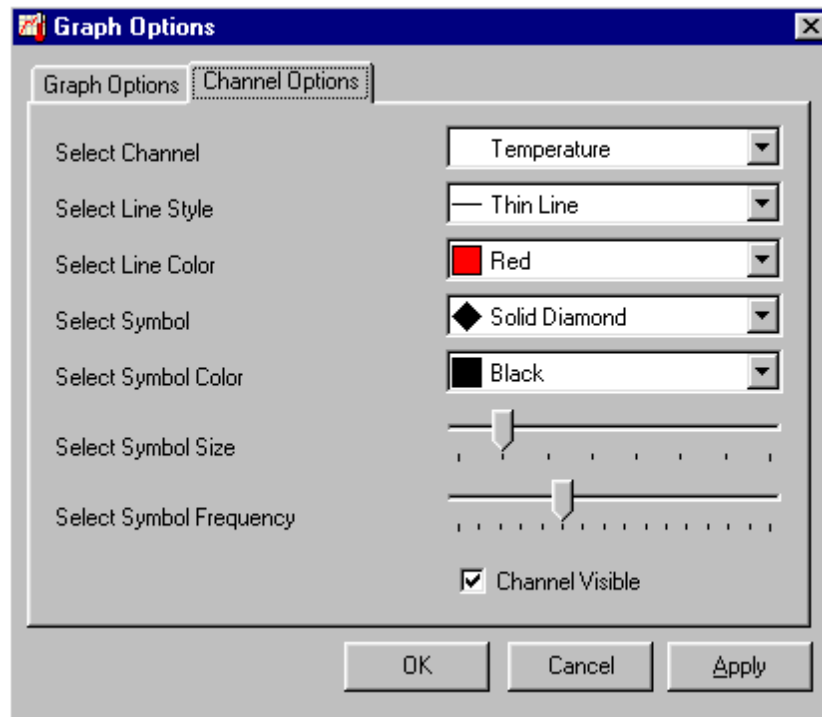 Graph Options
Graph Options Channel Options
Select Channel Temperature
Select Line Style Thin Line
Select Line Color Red
Select Symbol Solid Diamond
Select Symbol Color Black
Select Symbol Size
Select Symbol Frequency
Channel Visible
OK Cancel Apply